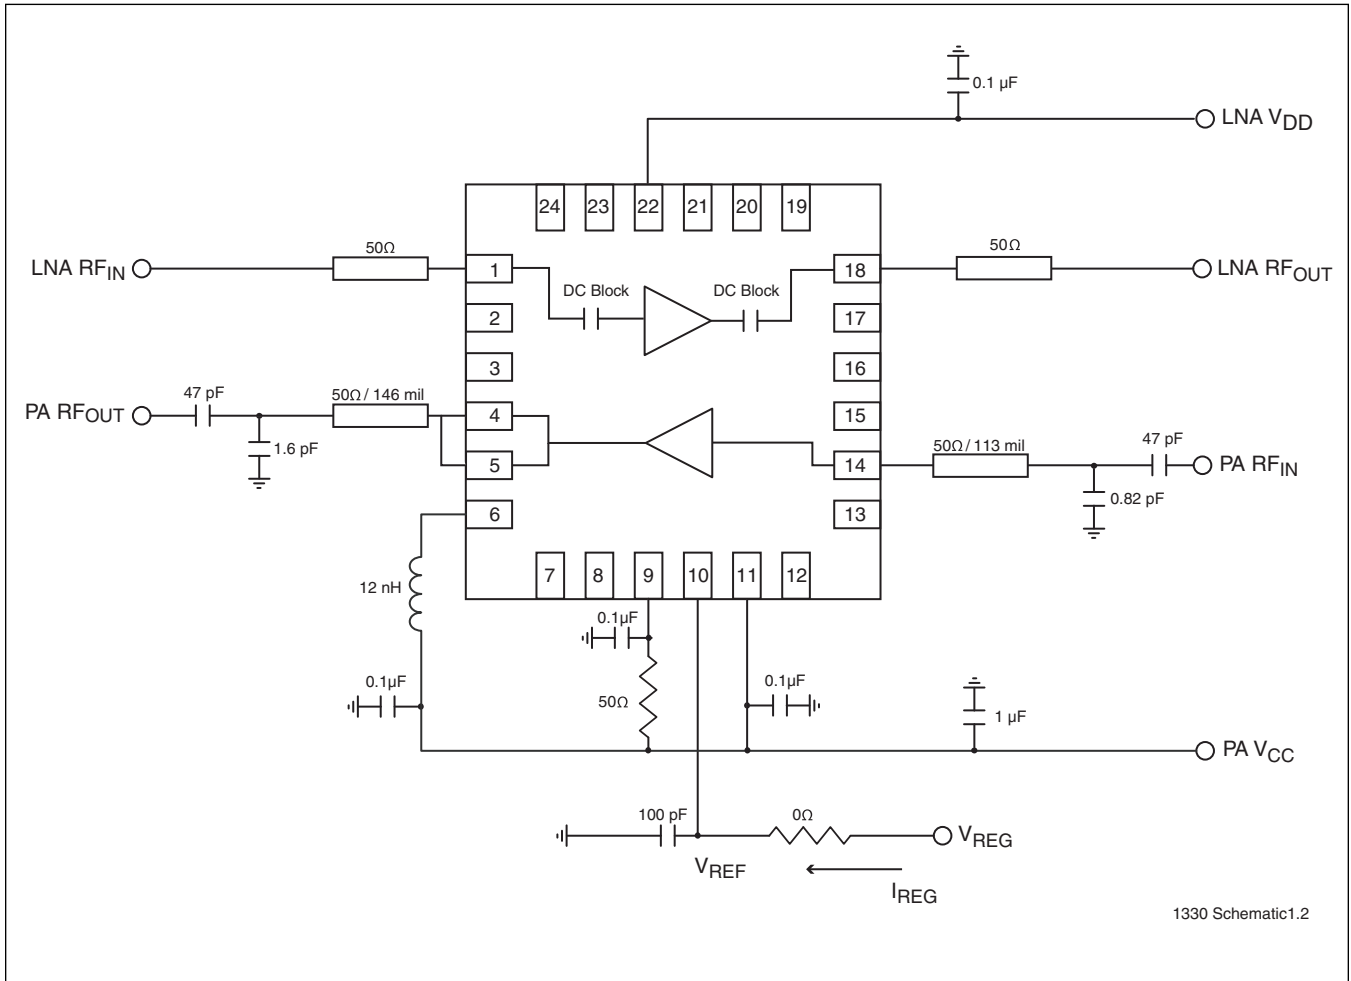 0.1 µF
LNA VDD
24 23 22 21 20 19
LNA RFIN
50Ω
1
DC Block
DC Block
18
50Ω
LNA RFOUT
2
17
3
16
PA RFOUT
47 pF
1.6 pF
50Ω / 146 mil
4
15
5
14
50Ω / 113 mil
47 pF
PA RFIN
0.82 pF
6
13
7 8 9 10 11 12
12 nH
0.1µF
0.1µF
50Ω
0.1µF
1 µF
PA VCC
100 pF
0Ω
VREG
VREF
IREG
1330 Schematic1.2